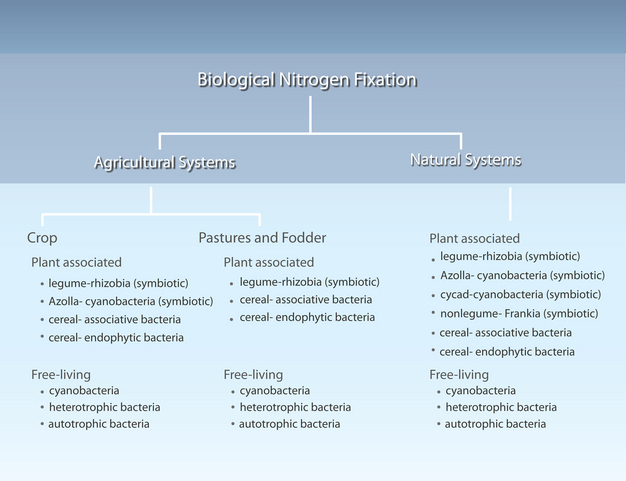 Biological Nitrogen Fixation
Agricultural Systems
Natural Systems
Crop
Plant associated
• legume-rhizobia (symbiotic)
• Azolla- cyanobacteria (symbiotic)
• cereal- associative bacteria
• cereal- endophytic bacteria
Free-living
• cyanobacteria
• heterotrophic bacteria
• autotrophic bacteria
Pastures and Fodder
Plant associated
• legume-rhizobia (symbiotic)
• cereal- associative bacteria
• cereal- endophytic bacteria
Free-living
• cyanobacteria
• heterotrophic bacteria
• autotrophic bacteria
Plant associated
• legume-rhizobia (symbiotic)
• Azolla- cyanobacteria (symbiotic)
• cycad-cyanobacteria (symbiotic)
• nonlegume- Frankia (symbiotic)
• cereal- associative bacteria
• cereal- endophytic bacteria
Free-living
• cyanobacteria
• heterotrophic bacteria
• autotrophic bacteria